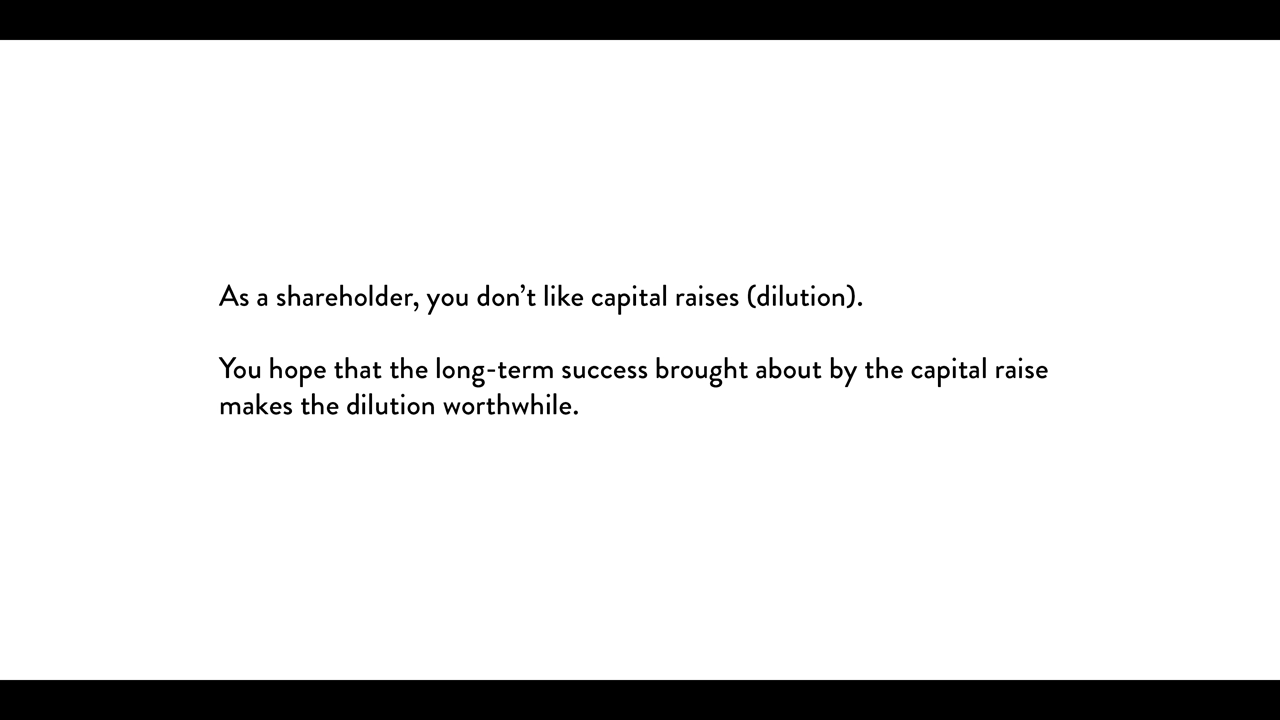 As a shareholder, you don’t like capital raises (dilution).
You hope that the long-term success brought about by the capital raise
makes the dilution worthwhile.